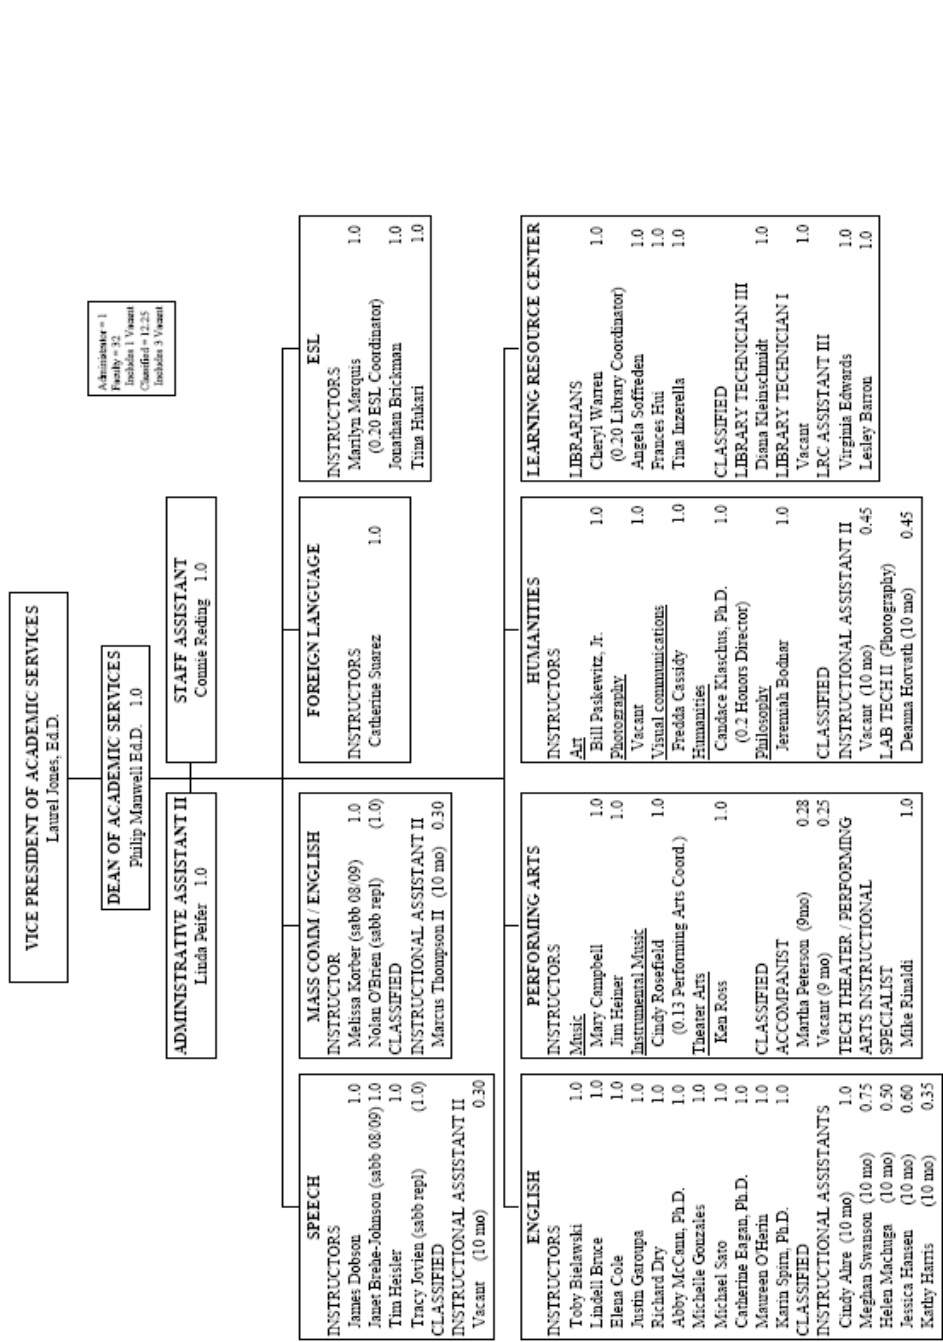 VICE PRESIDENT OF ACADEMIC SERVICES
Laurel Jones, Ed.D.
DEAN OF ACADEMIC SERVICES
Philip Manwell Ed.D. 1.0
Administrator = 1
Faculty = 32
Includes 1 Vacant
Classified = 12.25
Includes 3 Vacant
ADMINISTRATIVE ASSISTANT II
Linda Peifer 1.0
STAFF ASSISTANT
Connie Reding 1.0
SPEECH
INSTRUCTORS
James Dobson 1.0
Janet Brehe-Johnson (sabb 08/09) 1.0
Tim Heisler 1.0
Tracy Jovien (sabb repl) (1.0)
CLASSIFIED
INSTRUCTIONAL ASSISTANT II
Vacant (10 mo) 0.30
MASS COMM / ENGLISH
INSTRUCTOR
Melissa Korber (sabb 08/09) 1.0
Nolan O'Brien (sabb repl) (1.0)
CLASSIFIED
INSTRUCTIONAL ASSISTANT II
Marcus Thompson II (10 mo) 0.30
FOREIGN LANGUAGE
INSTRUCTORS
Catherine Suarez 1.0
ESL
INSTRUCTORS
Marilyn Marquis 1.0
(0.20 ESL Coordinator)
Jonathan Brickman 1.0
Tiina Hukari 1.0
ENGLISH
INSTRUCTORS
Toby Bielawski 1.0
Lindell Bruce 1.0
Elena Cole 1.0
Justin Garoupa 1.0
Richard Dry 1.0
Abby McCann, Ph.D. 1.0
Michelle Gonzales 1.0
Michael Sato 1.0
Catherine Eagan, Ph.D. 1.0
Maureen O'Herin 1.0
Karin Spirn, Ph.D. 1.0
CLASSIFIED
INSTRUCTIONAL ASSISTANTS
Cindy Ahre (10 mo) 1.0
Meghan Swanson (10 mo) 0.75
Helen Machuga (10 mo) 0.50
Jessica Hansen (10 mo) 0.60
Kathy Harris (10 mo) 0.35
PERFORMING ARTS
INSTRUCTORS
Music
Mary Campbell 1.0
Jim Heiner 1.0
Instrumental Music
Cindy Rosefield 1.0
(0.13 Performing Arts Coord.)
Theater Arts
Ken Ross 1.0
CLASSIFIED
ACCOMPANIST
Martha Peterson (9mo) 0.28
Vacant (9 mo) 0.25
TECH THEATER / PERFORMING
ARTS INSTRUCTIONAL
SPECIALIST
Mike Rinaldi 1.0
HUMANITIES
INSTRUCTORS
Art
Bill Paskewitz, Jr. 1.0
Photography
Vacant 1.0
Visual communications
Fredda Cassidy 1.0
Humanities
Candace Klaschus, Ph.D. 1.0
(0.2 Honors Director)
Philosophy
Jeremiah Bodnar 1.0
CLASSIFIED
INSTRUCTIONAL ASSISTANT II
Vacant (10 mo) 0.45
LAB TECH II (Photography)
Deanna Horvath (10 mo) 0.45
LEARNING RESOURCE CENTER
LIBRARIANS
Cheryl Warren 1.0
(0.20 Library Coordinator)
Angela Soffreden 1.0
Frances Hui 1.0
Tina Inzerella 1.0
CLASSIFIED
LIBRARY TECHNICIAN III
Diana Kleinschmidt 1.0
LIBRARY TECHNICIAN I
Vacant 1.0
LRC ASSISTANT III
Virginia Edwards 1.0
Lesley Barron 1.0